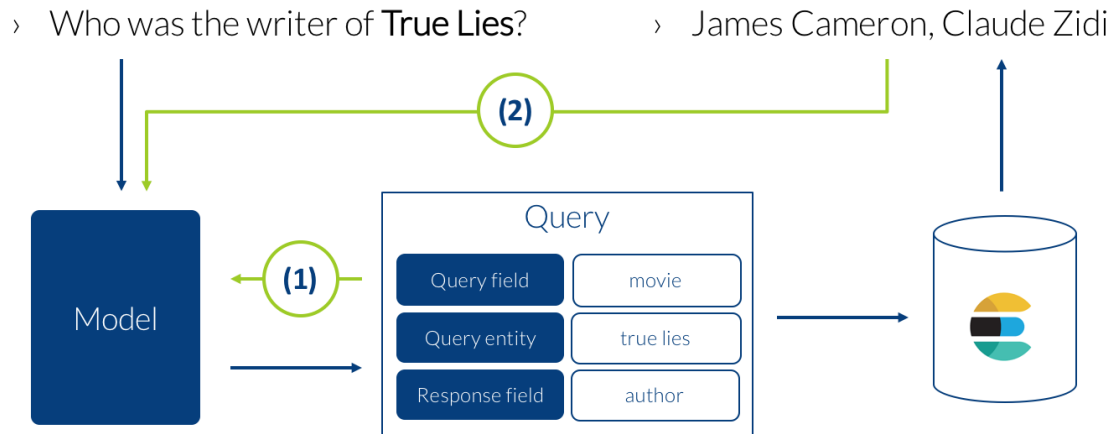 › Who was the writer of True Lies?
› James Cameron, Claude Zidi
(2)
Query
(1)
Query field
movie
Model
Query entity
true lies
Response field
author